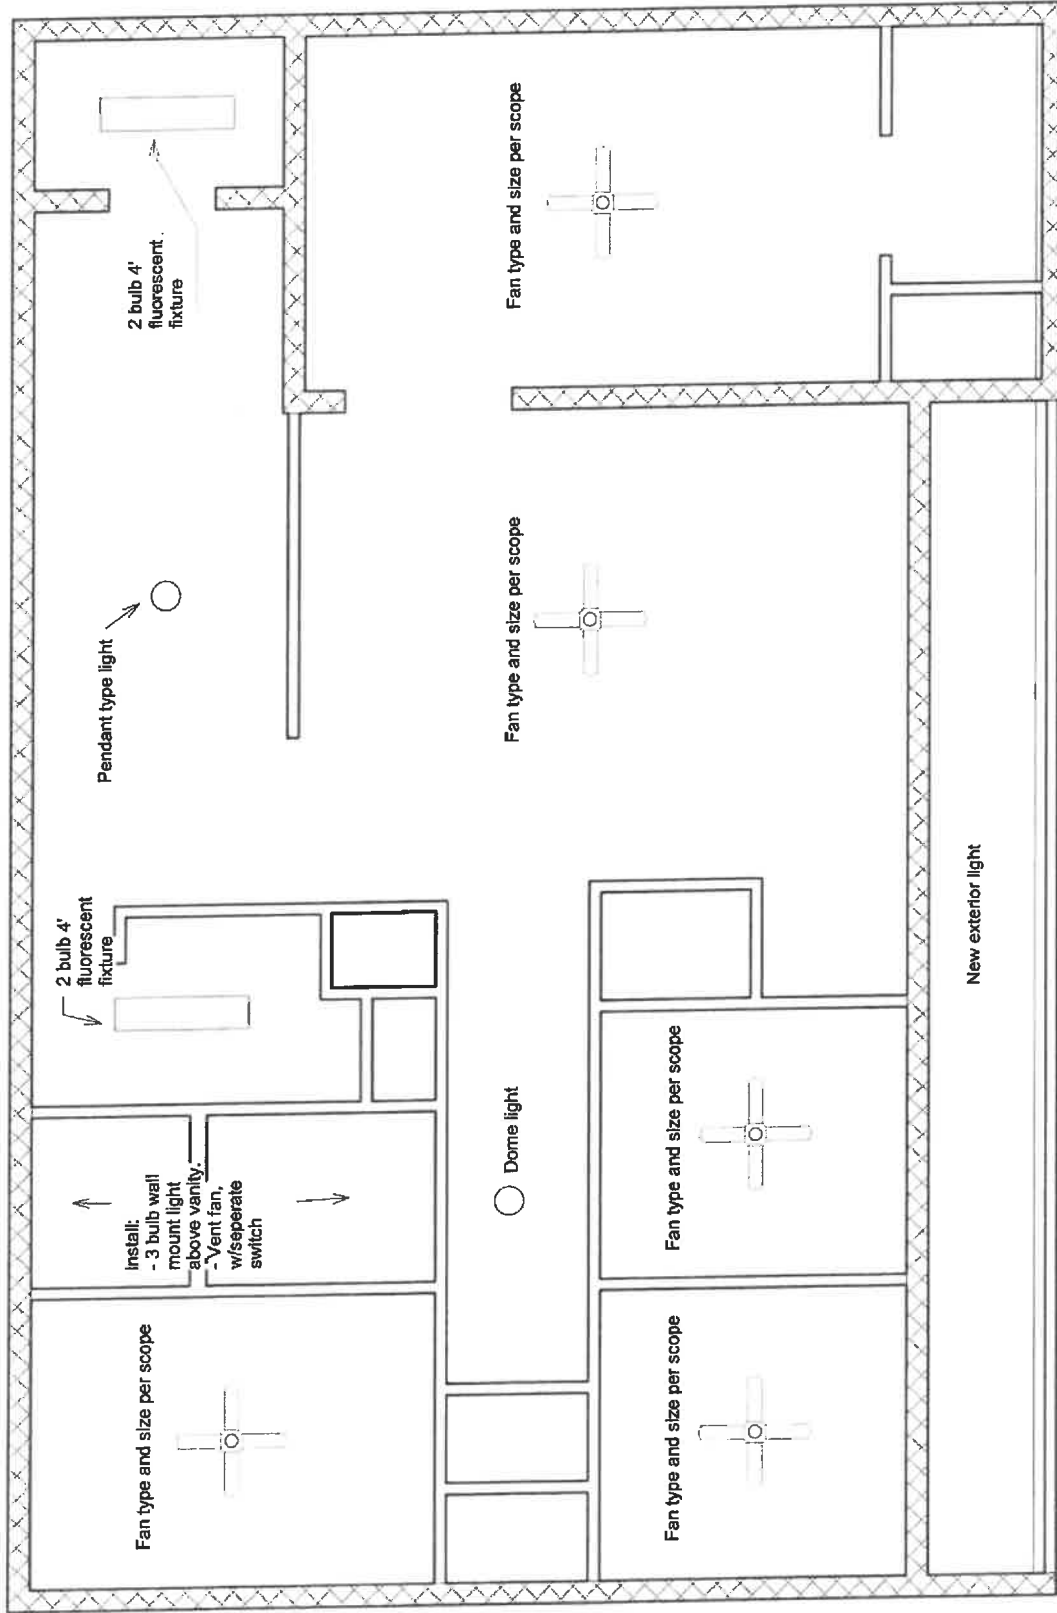 2 bulb 4'
fluorescent
fixture
Install:
- 3 bulb wall
mount light
above vanity.
- Vent fan,
w/seperate
switch
Pendant type light
2 bulb 4'
fluorescent
fixture
Fan type and size per scope
Dome light
Fan type and size per scope
Fan type and size per scope
Fan type and size per scope
Fan type and size per scope
New exterior light